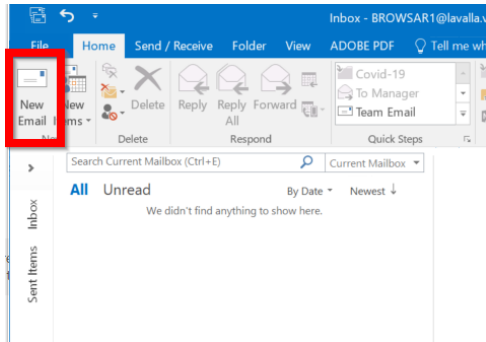 Inbox - BROWSAR1@lavalla.v
File Home Send / Receive Folder View ADOBE PDF Tell me wh
New Email
New Items
Delete
Reply
Reply All
Forward
Covid-19
To Manager
Team Email
Delete Respond Quick Steps
Search Current Mailbox (Ctrl+E) Current Mailbox
All Unread By Date Newest
We didn't find anything to show here.
Inbox
Sent Items